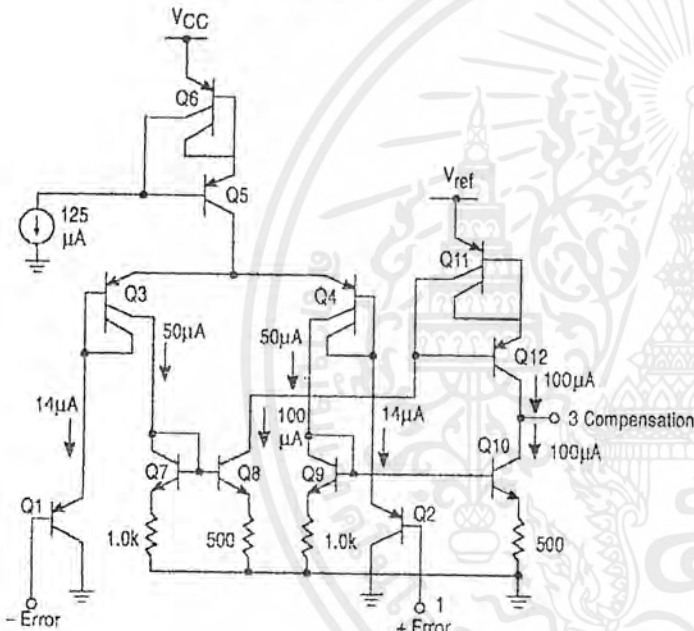 VCC
Q6
Q5
125
µA
Vref
Q11
Q3
Q4
Q12
50µA
50µA
100µA
3 Compensation
100µA
14µA
100
µA
14µA
Q10
Q7
Q8
Q9
Q1
Q2
1.0k
500
1.0k
500
1
– Error
+ Error